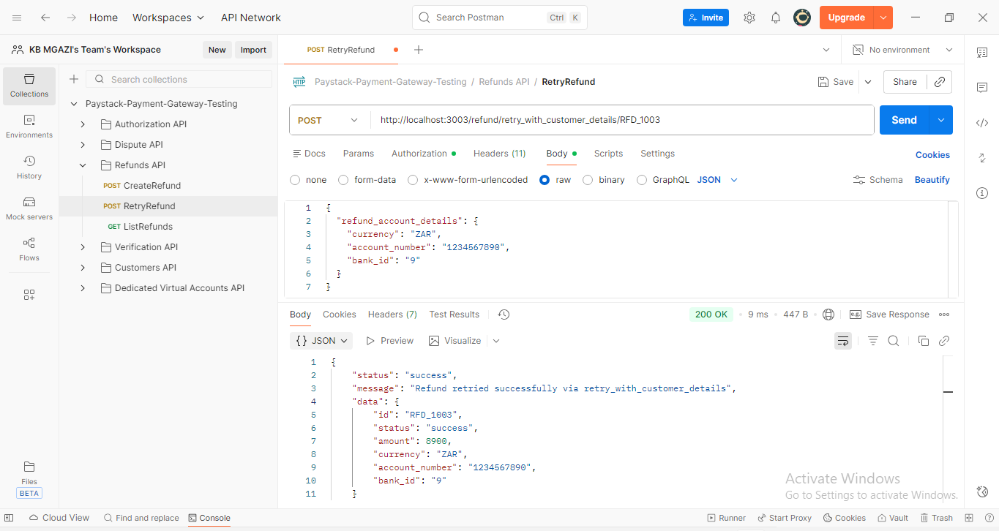 Home Workspaces API Network Search Postman Ctrl K Invite Upgrade
KB MGAZI's Team's Workspace New Import POST RetryRefund No environment
Collections
Environments
History
Mock servers
Flows
Files
BETA
Search collections
Paystack-Payment-Gateway-Testing
Authorization API
Dispute API
Refunds API
POST CreateRefund
POST RetryRefund
GET ListRefunds
Verification API
Customers API
Dedicated Virtual Accounts API
HTTP Paystack-Payment-Gateway-Testing / Refunds API / RetryRefund Save Share
POST http://localhost:3003/refund/retry_with_customer_details/RFD_1003 Send
Docs Params Authorization Headers (11) Body Scripts Settings Cookies
none form-data x-www-form-urlencoded raw binary GraphQL JSON Schema Beautify
1 {
2 "refund_account_details": {
3 "currency": "ZAR",
4 "account_number": "1234567890",
5 "bank_id": "9"
6 }
7 }
Body Cookies Headers (7) Test Results 200 OK • 9 ms • 447 B • e.g. Save Response
{} JSON Preview Visualize
1 {
2 "status": "success",
3 "message": "Refund retried successfully via retry_with_customer_details",
4 "data": {
5 "id": "RFD_1003",
6 "status": "success",
7 "amount": 8900,
8 "currency": "ZAR",
9 "account_number": "1234567890",
10 "bank_id": "9"
11 }
Activate Windows
Go to Settings to activate Windows.
Cloud View Find and replace Console Runner Start Proxy Cookies Vault Trash